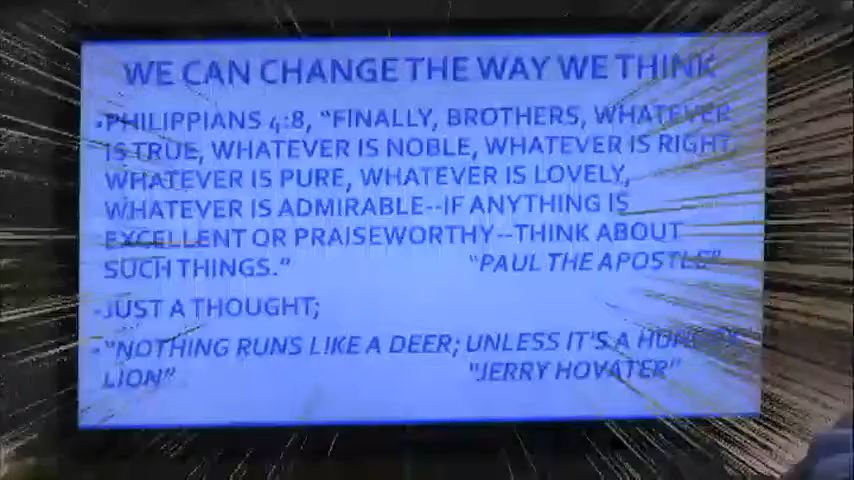 WE CAN CHANGE THE WAY WE THINK
•PHILIPPIANS 4:8, "FINALLY, BROTHERS, WHATEVER
IS TRUE, WHATEVER IS NOBLE, WHATEVER IS RIGHT,
WHATEVER IS PURE, WHATEVER IS LOVELY,
WHATEVER IS ADMIRABLE--IF ANYTHING IS
EXCELLENT OR PRAISEWORTHY--THINK ABOUT
SUCH THINGS." "PAUL THE APOSTLE"
•JUST A THOUGHT;
•"NOTHING RUNS LIKE A DEER; UNLESS IT'S A HUNGRY
LION" "JERRY HOVATER"